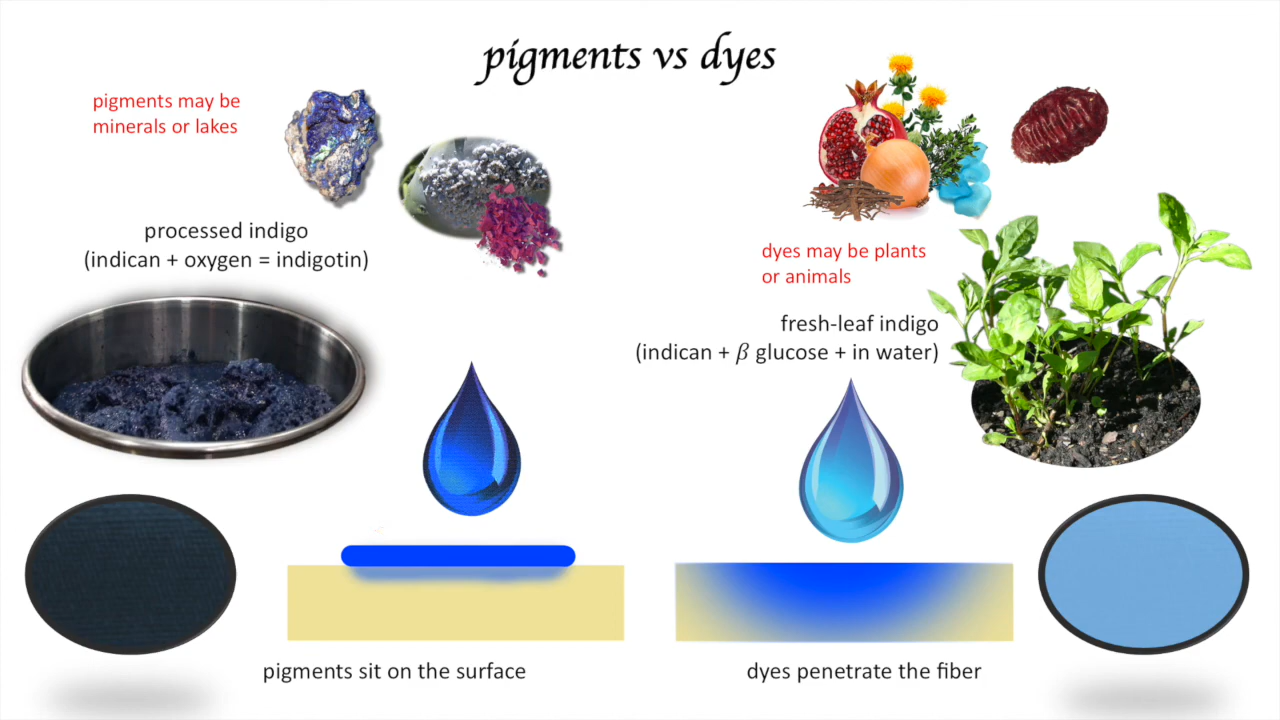 pigments vs dyes
pigments may be
minerals or lakes
processed indigo
(indican + oxygen = indigotin)
dyes may be plants
or animals
fresh-leaf indigo
(indican + β glucose + in water)
pigments sit on the surface
dyes penetrate the fiber